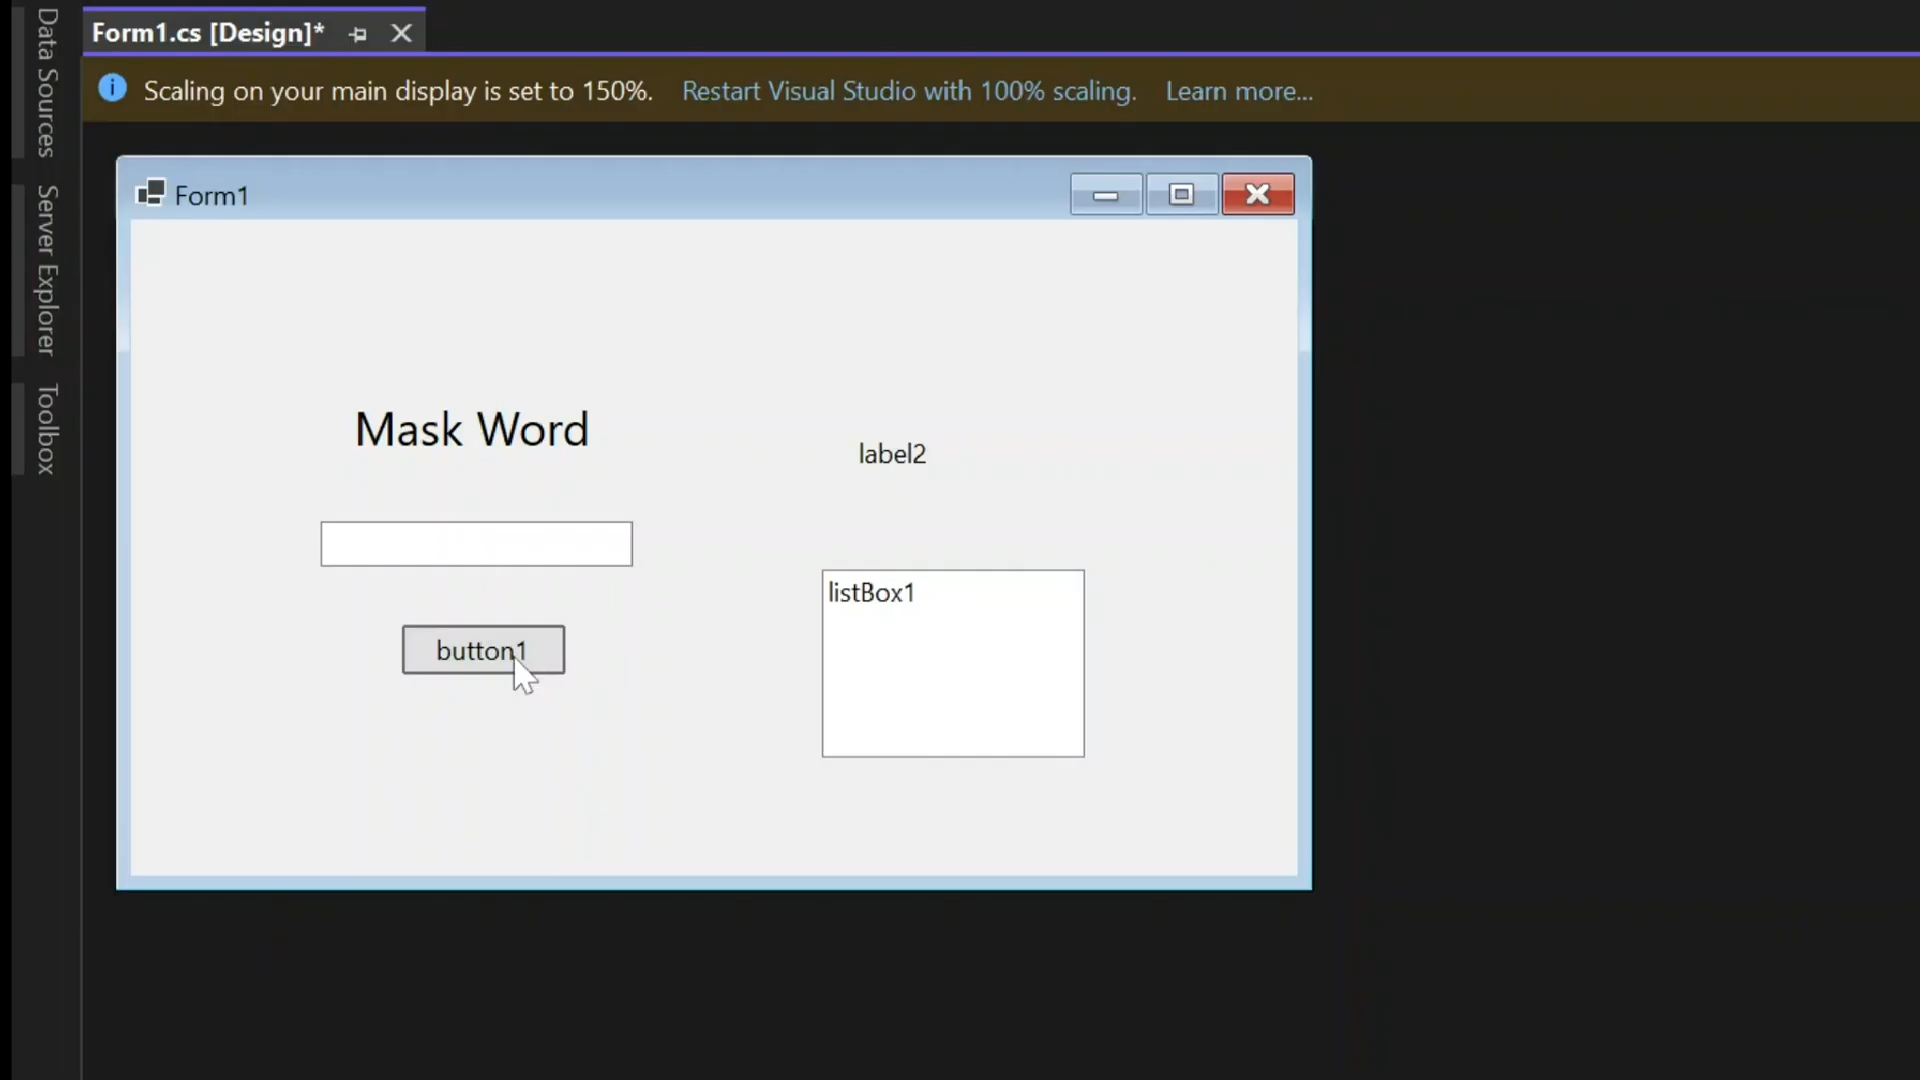 Data Sources
Server Explorer
Toolbox
Form1.cs [Design]*
Scaling on your main display is set to 150%. Restart Visual Studio with 100% scaling. Learn more...
Form1
Mask Word
label2
listBox1
button1